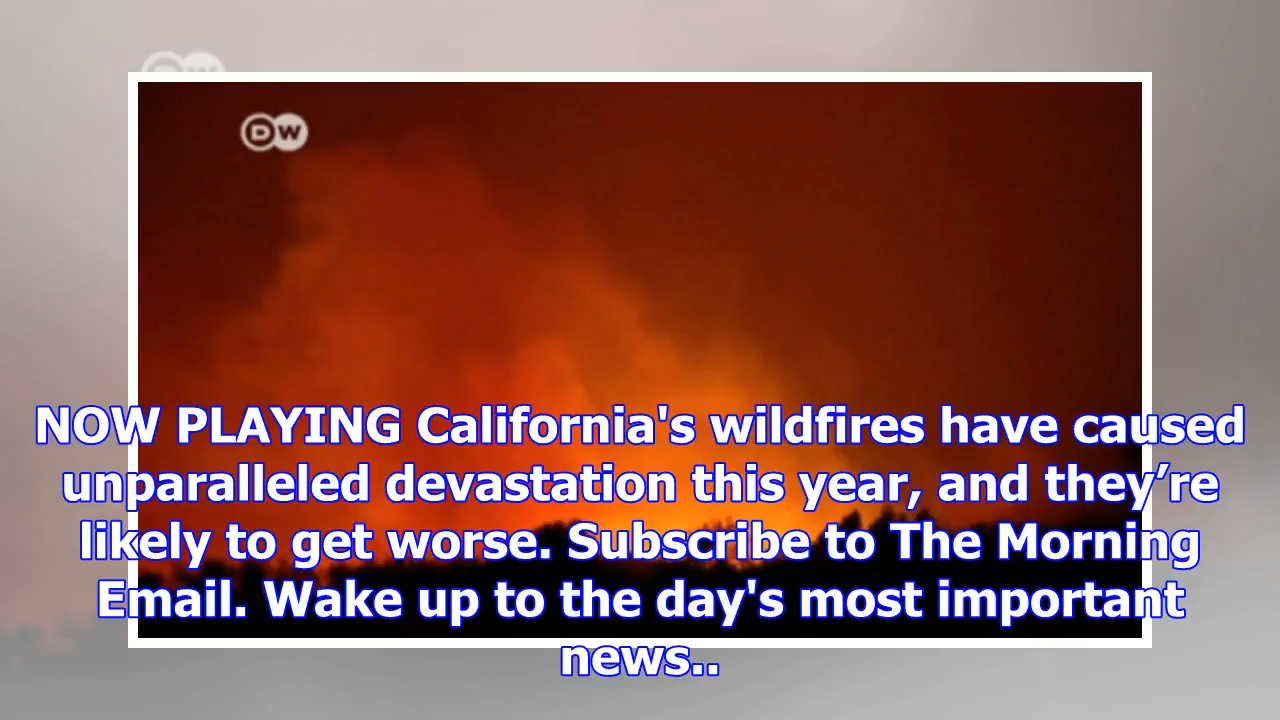 DW
DW
NOW PLAYING California's wildfires have caused
unparalleled devastation this year, and they’re
likely to get worse. Subscribe to The Morning
Email. Wake up to the day's most important
news..